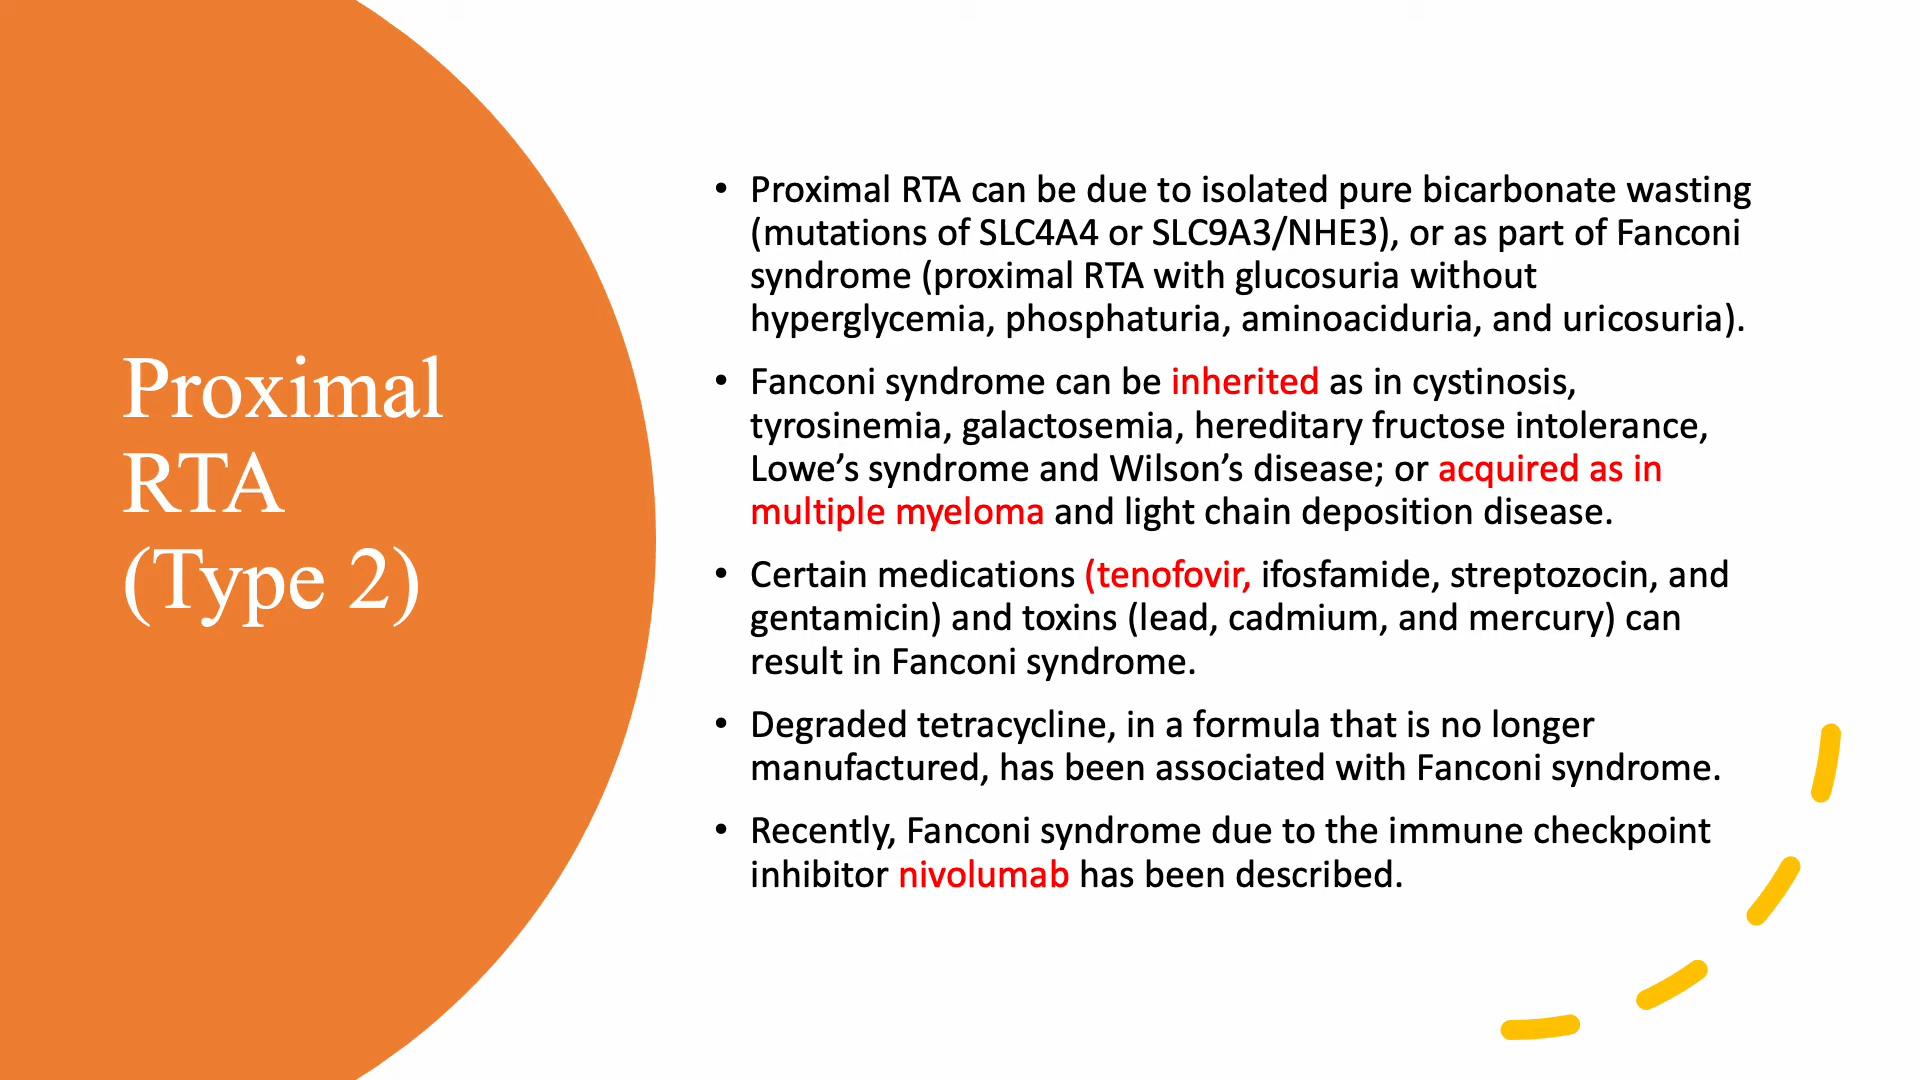 Proximal
RTA
(Type 2)
• Proximal RTA can be due to isolated pure bicarbonate wasting
(mutations of SLC4A4 or SLC9A3/NHE3), or as part of Fanconi
syndrome (proximal RTA with glucosuria without
hyperglycemia, phosphaturia, aminoaciduria, and uricosuria).
• Fanconi syndrome can be inherited as in cystinosis,
tyrosinemia, galactosemia, hereditary fructose intolerance,
Lowe’s syndrome and Wilson’s disease; or acquired as in
multiple myeloma and light chain deposition disease.
• Certain medications (tenofovir, ifosfamide, streptozocin, and
gentamicin) and toxins (lead, cadmium, and mercury) can
result in Fanconi syndrome.
• Degraded tetracycline, in a formula that is no longer
manufactured, has been associated with Fanconi syndrome.
• Recently, Fanconi syndrome due to the immune checkpoint
inhibitor nivolumab has been described.